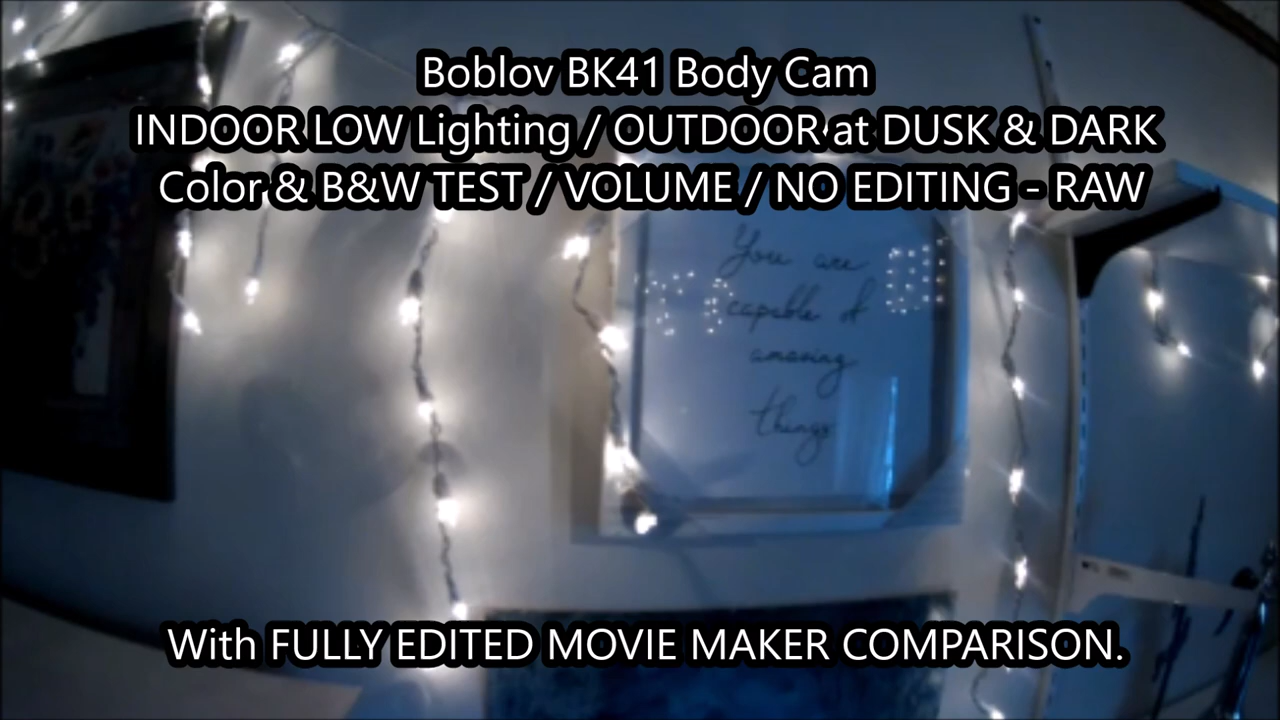 Boblov BK41 Body Cam
INDOOR LOW Lighting / OUTDOOR at DUSK & DARK
Color & B&W TEST / VOLUME / NO EDITING - RAW
You are
capable of
amazing
things
With FULLY EDITED MOVIE MAKER COMPARISON.